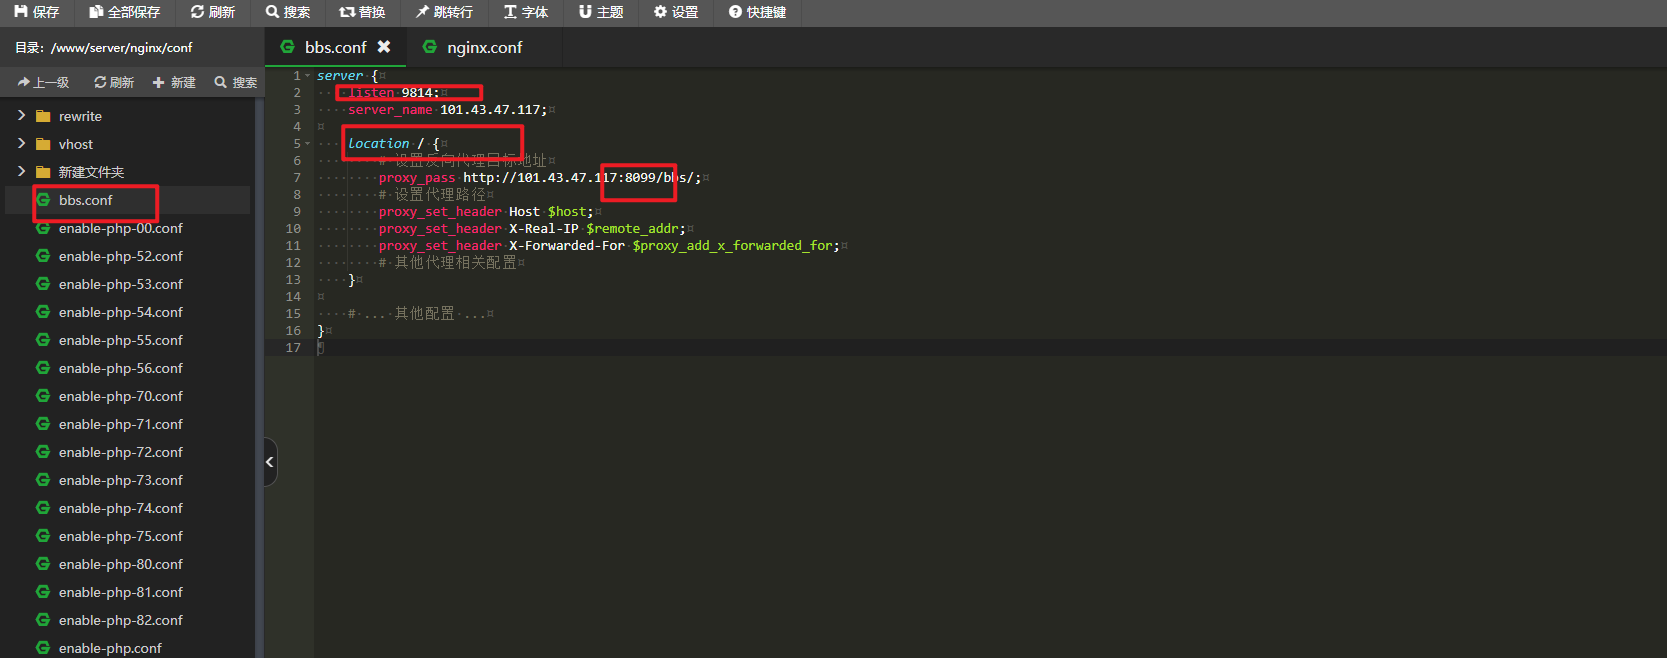 保存 全部保存 刷新 搜索 替换 跳转行 字体 主题 设置 快捷键
目录: /www/server/nginx/conf
bbs.conf nginx.conf
上一级 刷新 新建 搜索
rewrite
vhost
新建文件夹
bbs.conf
enable-php-00.conf
enable-php-52.conf
enable-php-53.conf
enable-php-54.conf
enable-php-55.conf
enable-php-56.conf
enable-php-70.conf
enable-php-71.conf
enable-php-72.conf
enable-php-73.conf
enable-php-74.conf
enable-php-75.conf
enable-php-80.conf
enable-php-81.conf
enable-php-82.conf
enable-php.conf
1 server {
2 listen 9814;
3 server_name 101.43.47.117;
4
5 location / {
6 # 设置反向代理目标地址
7 proxy_pass http://101.43.47.117:8099/bbs/;
8 # 设置代理路径
9 proxy_set_header Host $host;
10 proxy_set_header X-Real-IP $remote_addr;
11 proxy_set_header X-Forwarded-For $proxy_add_x_forwarded_for;
12 # 其他代理相关配置
13 }
14
15 # ... 其他配置 ...
16 }
17